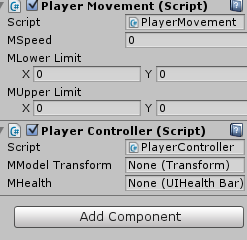 Player Movement (Script)
Script PlayerMovement
MSpeed 0
MLower Limit
X 0 Y 0
MUpper Limit
X 0 Y 0
Player Controller (Script)
Script PlayerController
MModel Transform None (Transform)
MHealth None (UIHealth Bar)
Add Component